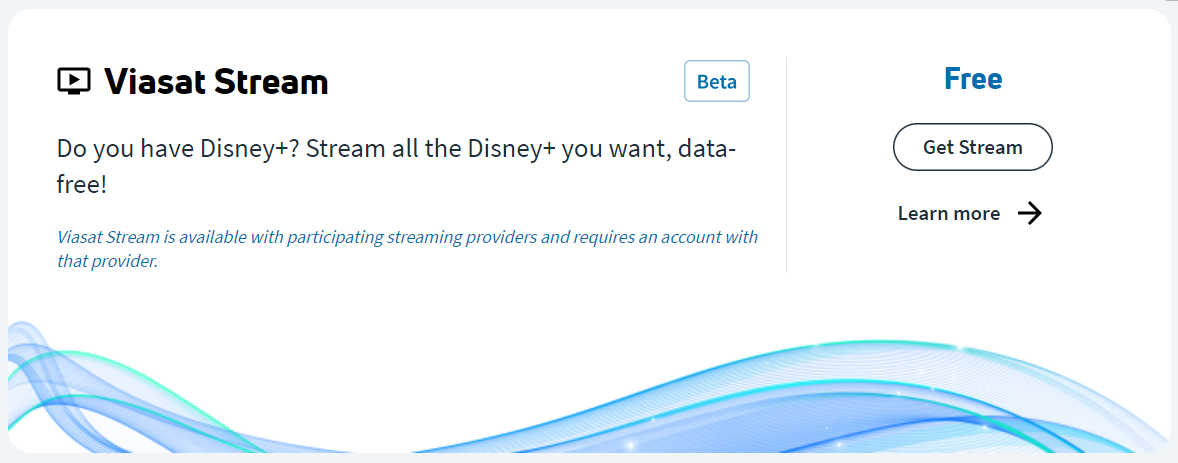 Viasat Stream
Beta
Do you have Disney+? Stream all the Disney+ you want, data-
free!
Viasat Stream is available with participating streaming providers and requires an account with
that provider.
Free
Get Stream
Learn more